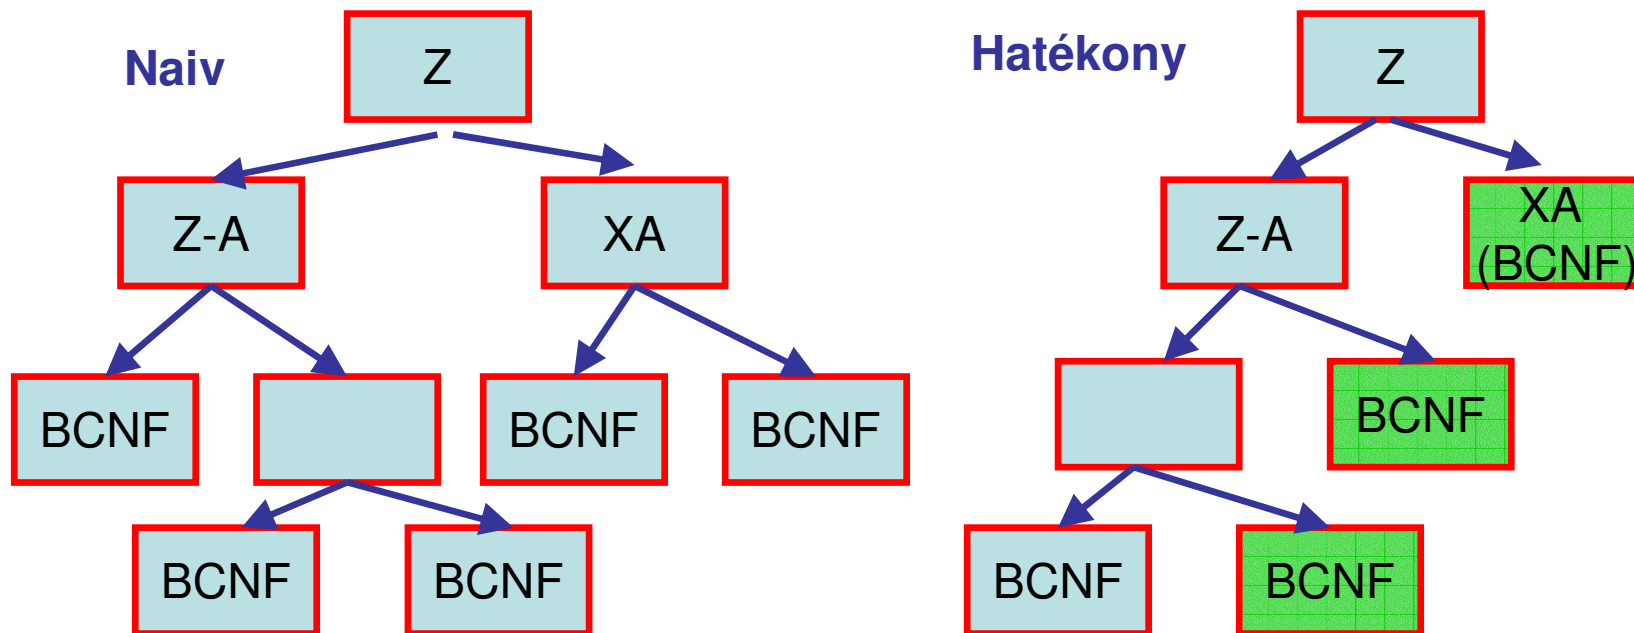 Naiv
Z
Z-A
XA
BCNF
BCNF
BCNF
BCNF
BCNF
Hatékony
Z
Z-A
XA
(BCNF)
BCNF
BCNF
BCNF